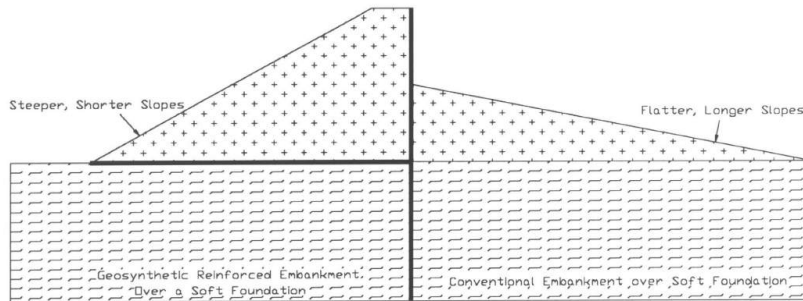 Steeper, Shorter Slopes
Flatter, Longer Slopes
Geosynthetic Reinforced Embankment
Over a Soft Foundation
Conventional Embankment over Soft Foundation